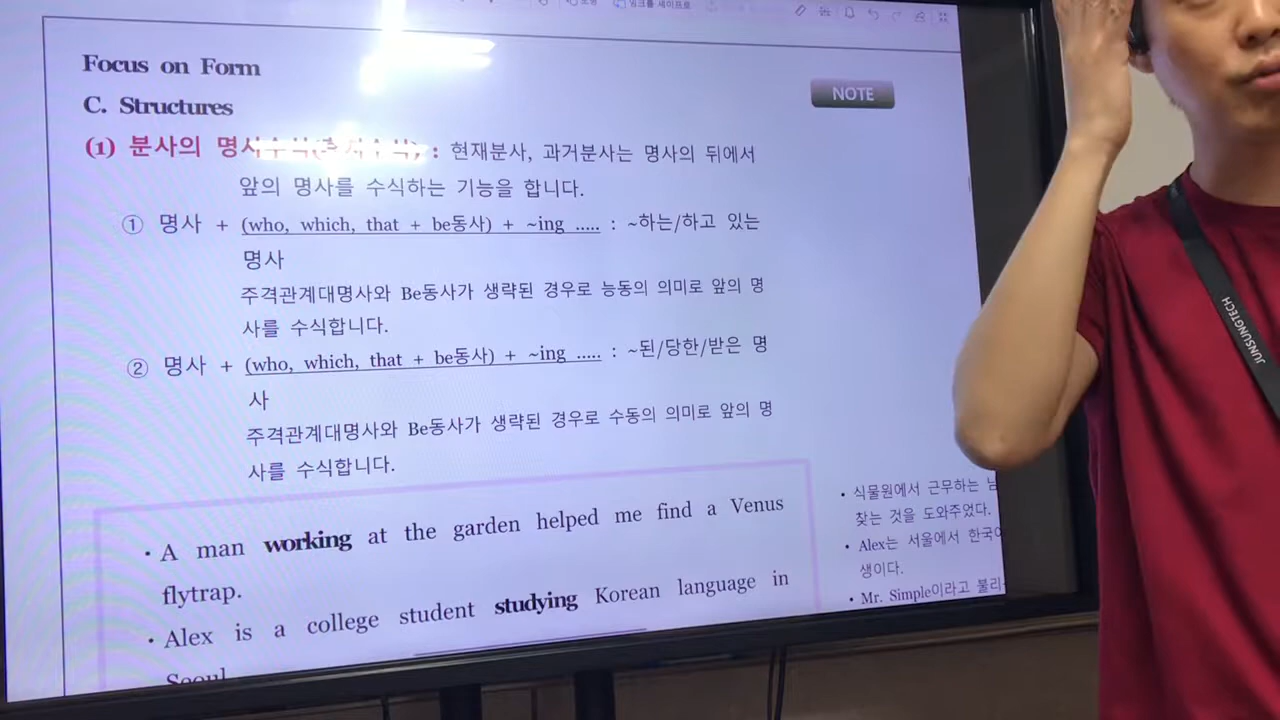 잉크를 셰이프로
Focus on Form
C. Structures
NOTE
(1) 분사의 : 현재분사, 과거분사는 명사의 뒤에서
앞의 명사를 수식하는 기능을 합니다.
① 명사 + (who, which, that + be동사) + ~ing ..... : ~하는/하고 있는
명사
주격관계대명사와 Be동사가 생략된 경우로 능동의 의미로 앞의 명
사를 수식합니다.
② 명사 + (who, which, that + be동사) + ~ing ..... : ~된/당한/받은 명
사
주격관계대명사와 Be동사가 생략된 경우로 수동의 의미로 앞의 명
사를 수식합니다.
· A man working at the garden helped me find a Venus
flytrap.
· Alex is a college student studying Korean language in
Seoul
• 식물원에서 근무하는
찾는 것을 도와주었다.
• Alex는 서울에서
생이다.
• Mr. Simple이라고
JUNSUNGTECH